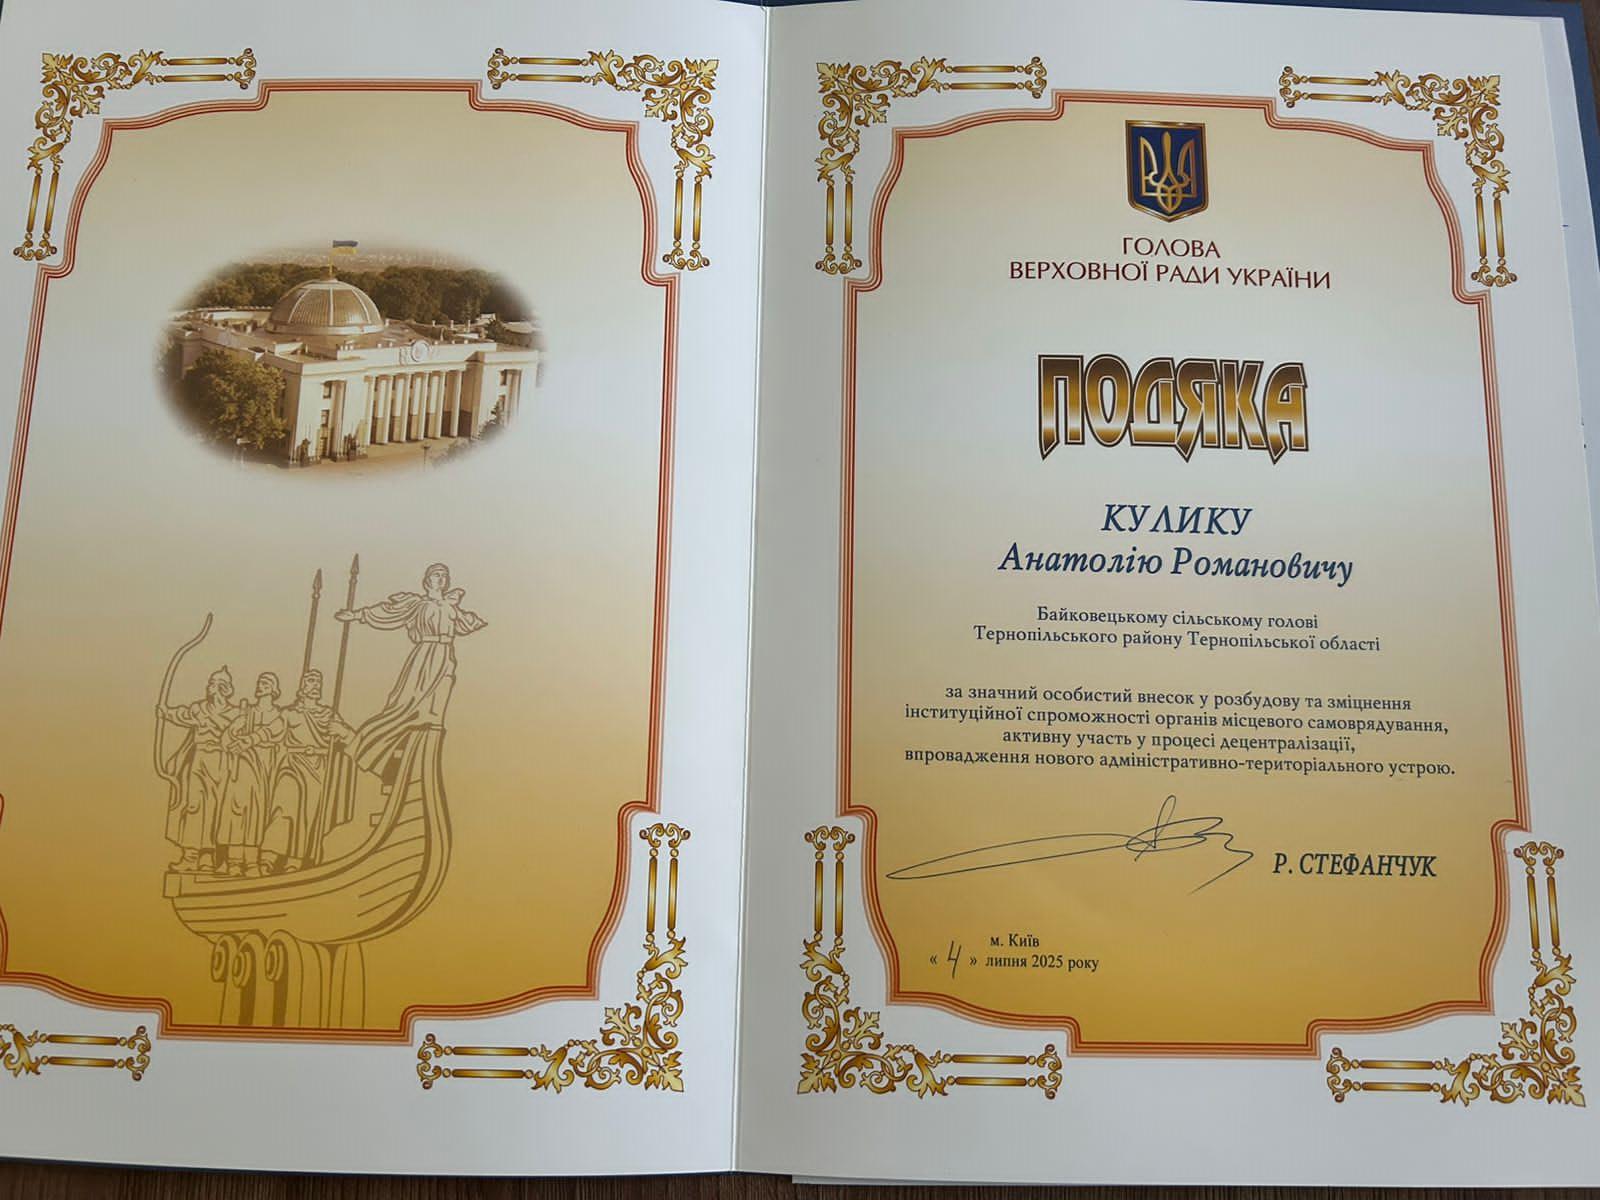 ГОЛОВА
ВЕРХОВНОЇ РАДИ УКРАЇНИ
ПОДЯКА
КУЛИКУ
Анатолію Романовичу
Байковецькому сільському голові
Тернопільського району Тернопільської області
за значний особистий внесок у розбудову та зміцнення
інституційної спроможності органів місцевого самоврядування,
активну участь у процесі децентралізації,
впровадження нового адміністративно-територіального устрою.
Р. СТЕФАНЧУК
м. Київ
« 4 » липня 2025 року